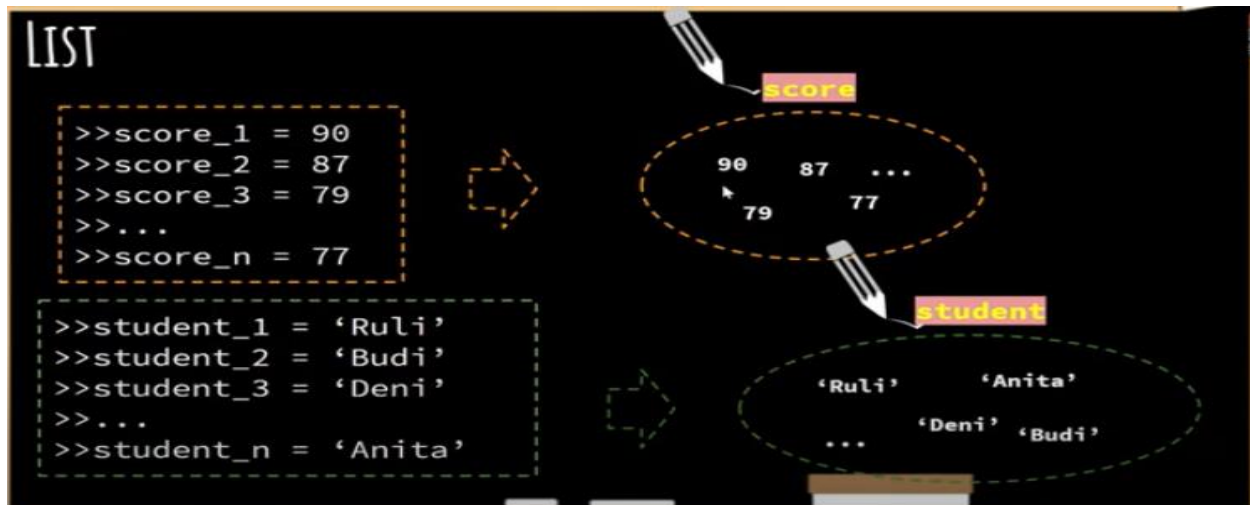 LIST
>>score_1 = 90
>>score_2 = 87
>>score_3 = 79
>>...
>>score_n = 77
score
90 87 ...
79 77
>>student_1 = ‘Ruli’
>>student_2 = ‘Budi’
>>student_3 = ‘Deni’
>>...
>>student_n = ‘Anita’
student
‘Ruli’ ‘Anita’
‘Deni’ ‘Budi’
...